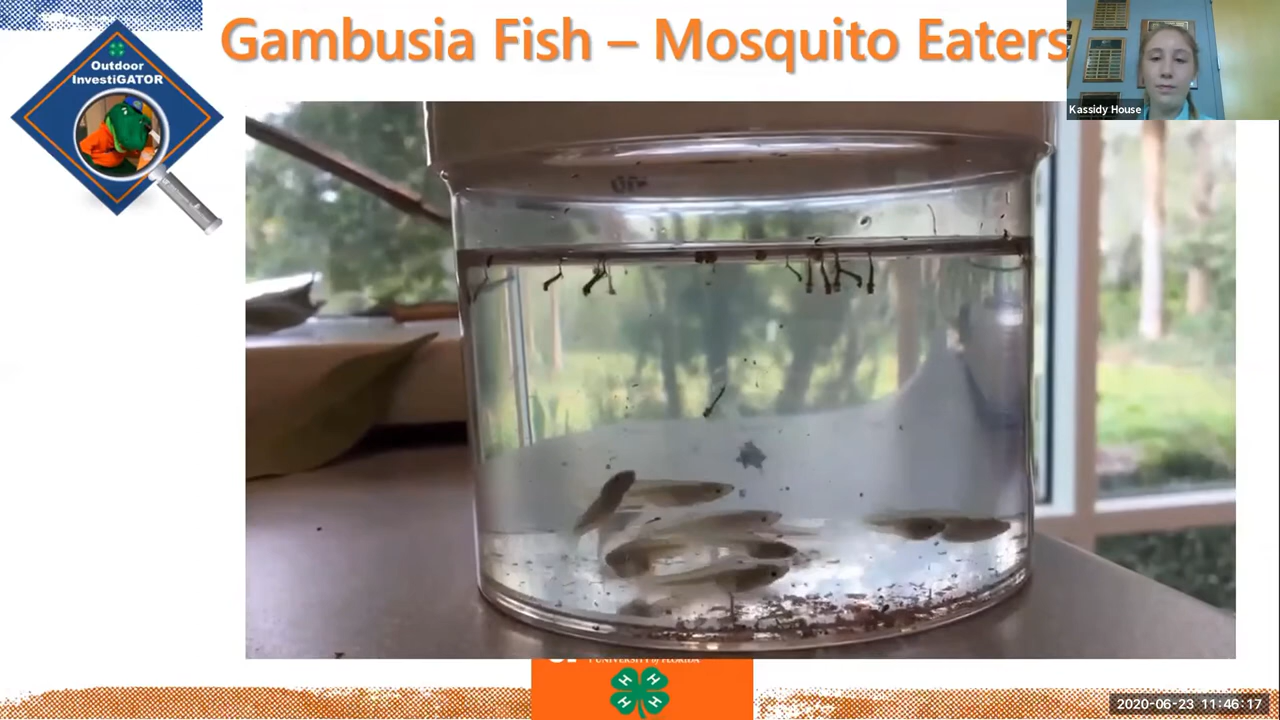 Gambusia Fish – Mosquito Eaters
Outdoor
InvestiGATOR
Kassidy House
UNIVERSITY of FLORIDA
H H
H H
2020-06-23 11:46:17